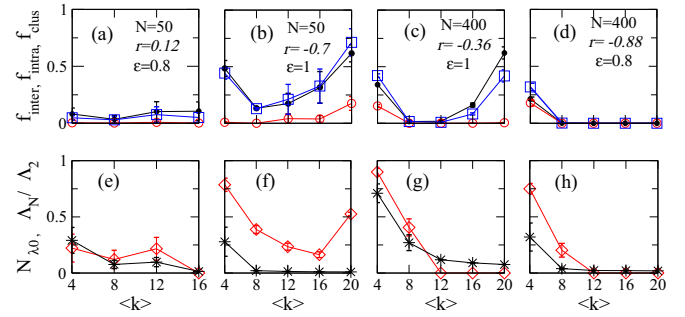 f_inter, f_intra, f_clus
1
0.5
0
(a) N=50
r=0.12
ε=0.8
(b) N=50
r= -0.7
ε=1
(c) N=400
r= -0.36
ε=1
(d) N=400
r= -0.88
ε=0.8
N_λ0, Λ_N/ Λ_2
1
0.5
0
(e)
(f)
(g)
(h)
4 8 12 16
4 8 12 16 20
4 8 12 16 20
4 8 12 16 20
<k> <k> <k> <k>